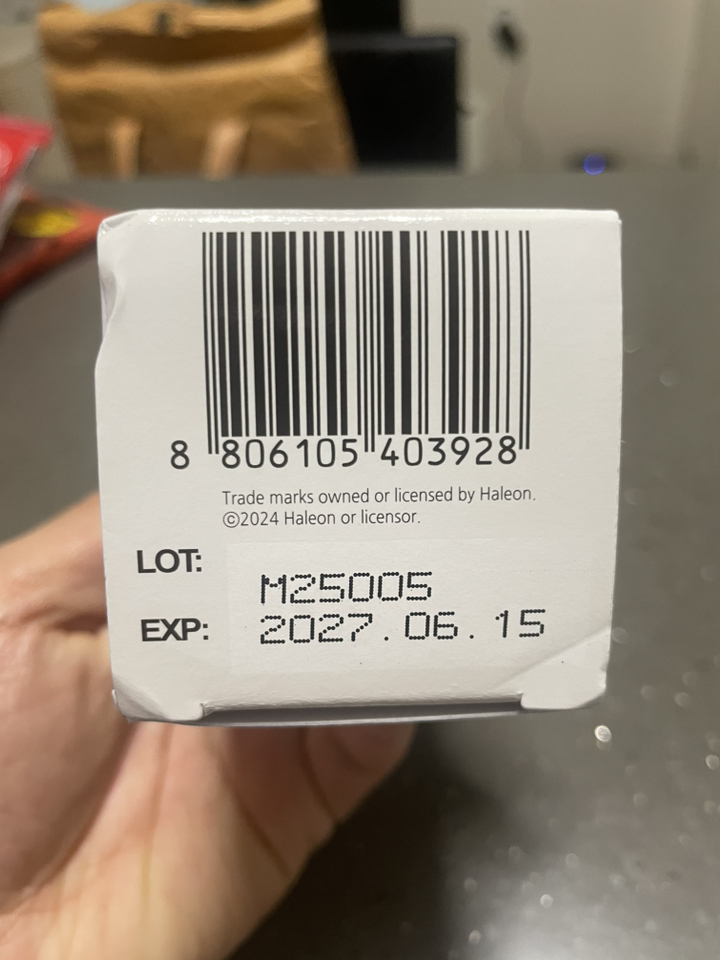 8 806105 403928
Trade marks owned or licensed by Haleon.
©2024 Haleon or licensor.
LOT: M25005
EXP: 2027.06.15